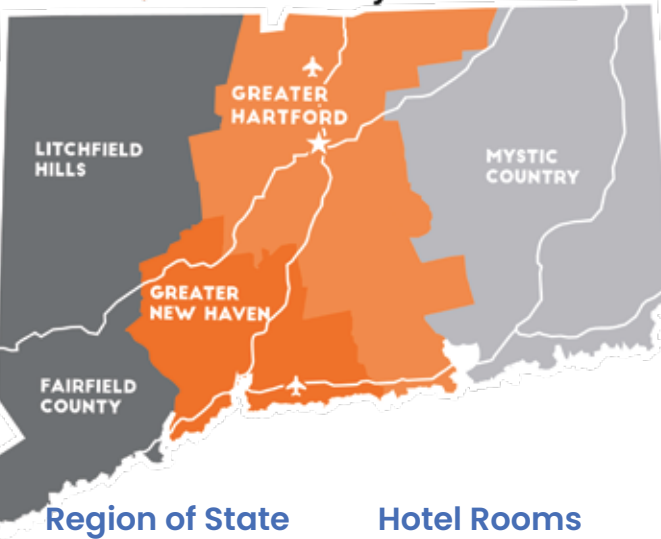 GREATER
HARTFORD
LITCHFIELD
HILLS
MYSTIC
COUNTRY
GREATER
NEW HAVEN
FAIRFIELD
COUNTY
Region of State
Hotel Rooms